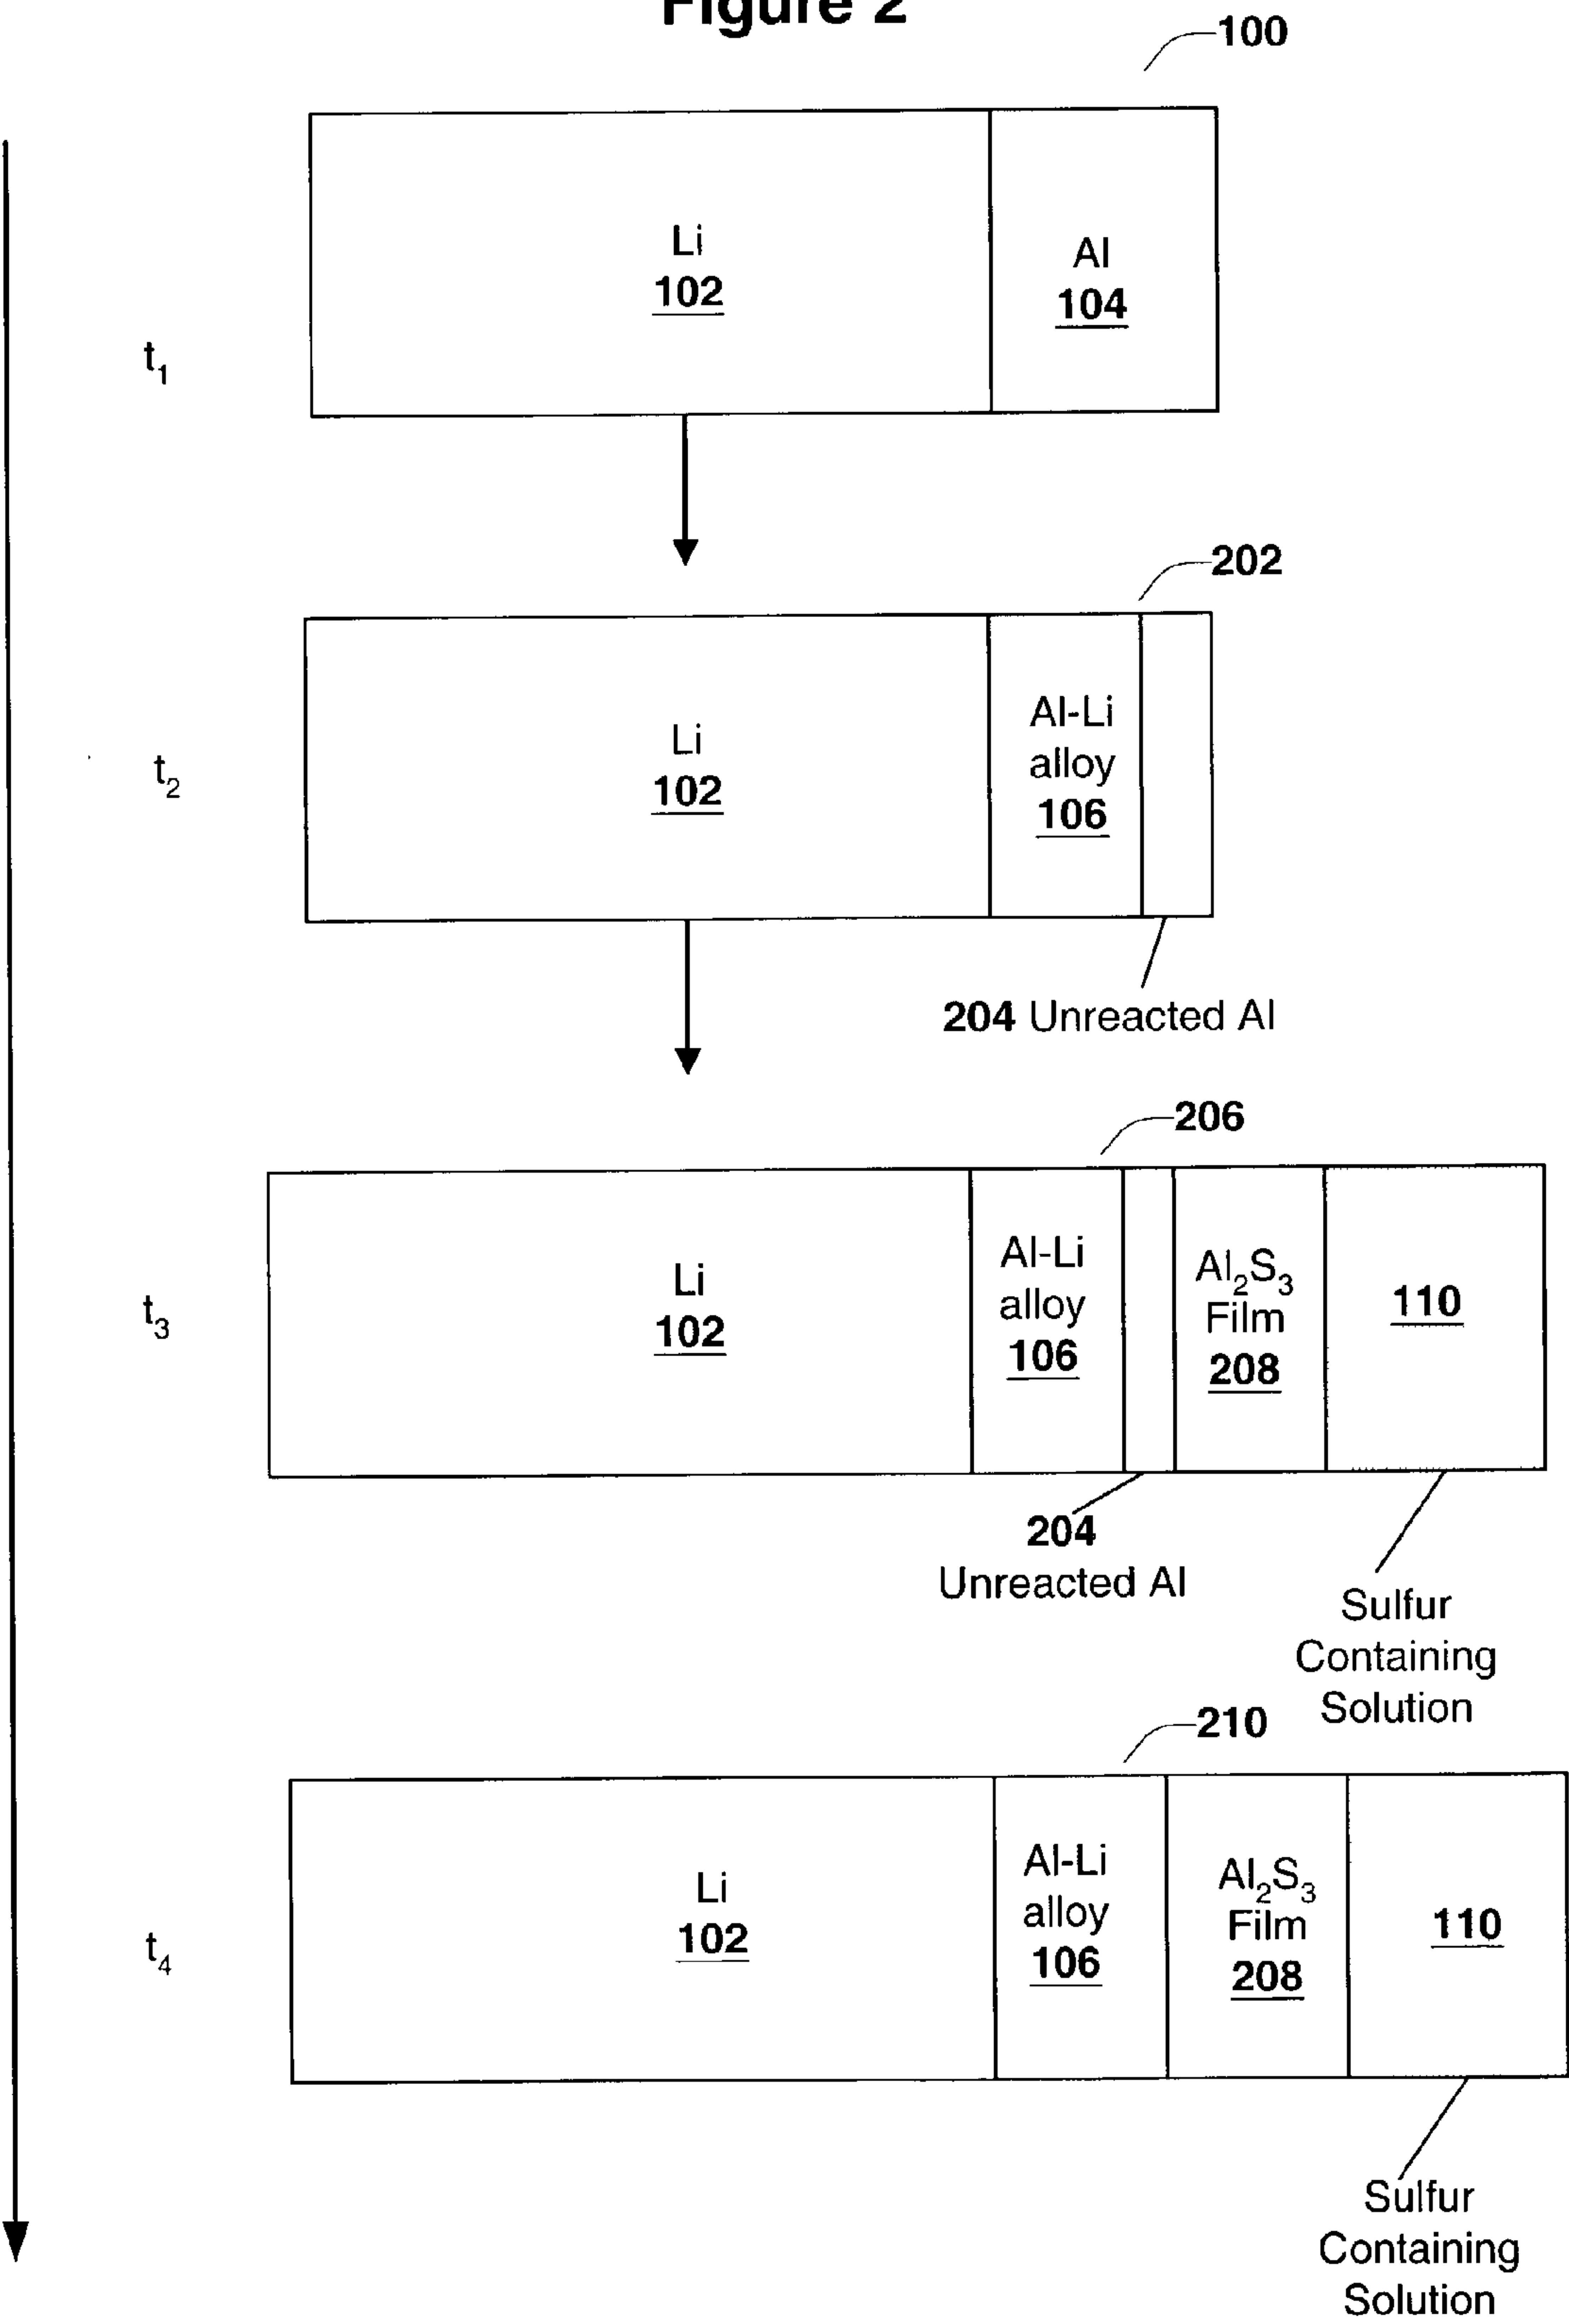 Figure 2
100
Li
102
Al
104
t₁
202
Li
102
Al-Li
alloy
106
t₂
204 Unreacted Al
206
Li
102
Al-Li
alloy
106
Al₂S₃
Film
208
110
t₃
204
Unreacted Al
Sulfur
Containing
Solution
210
Li
102
Al-Li
alloy
106
Al₂S₃
Film
208
110
t₄
Sulfur
Containing
Solution